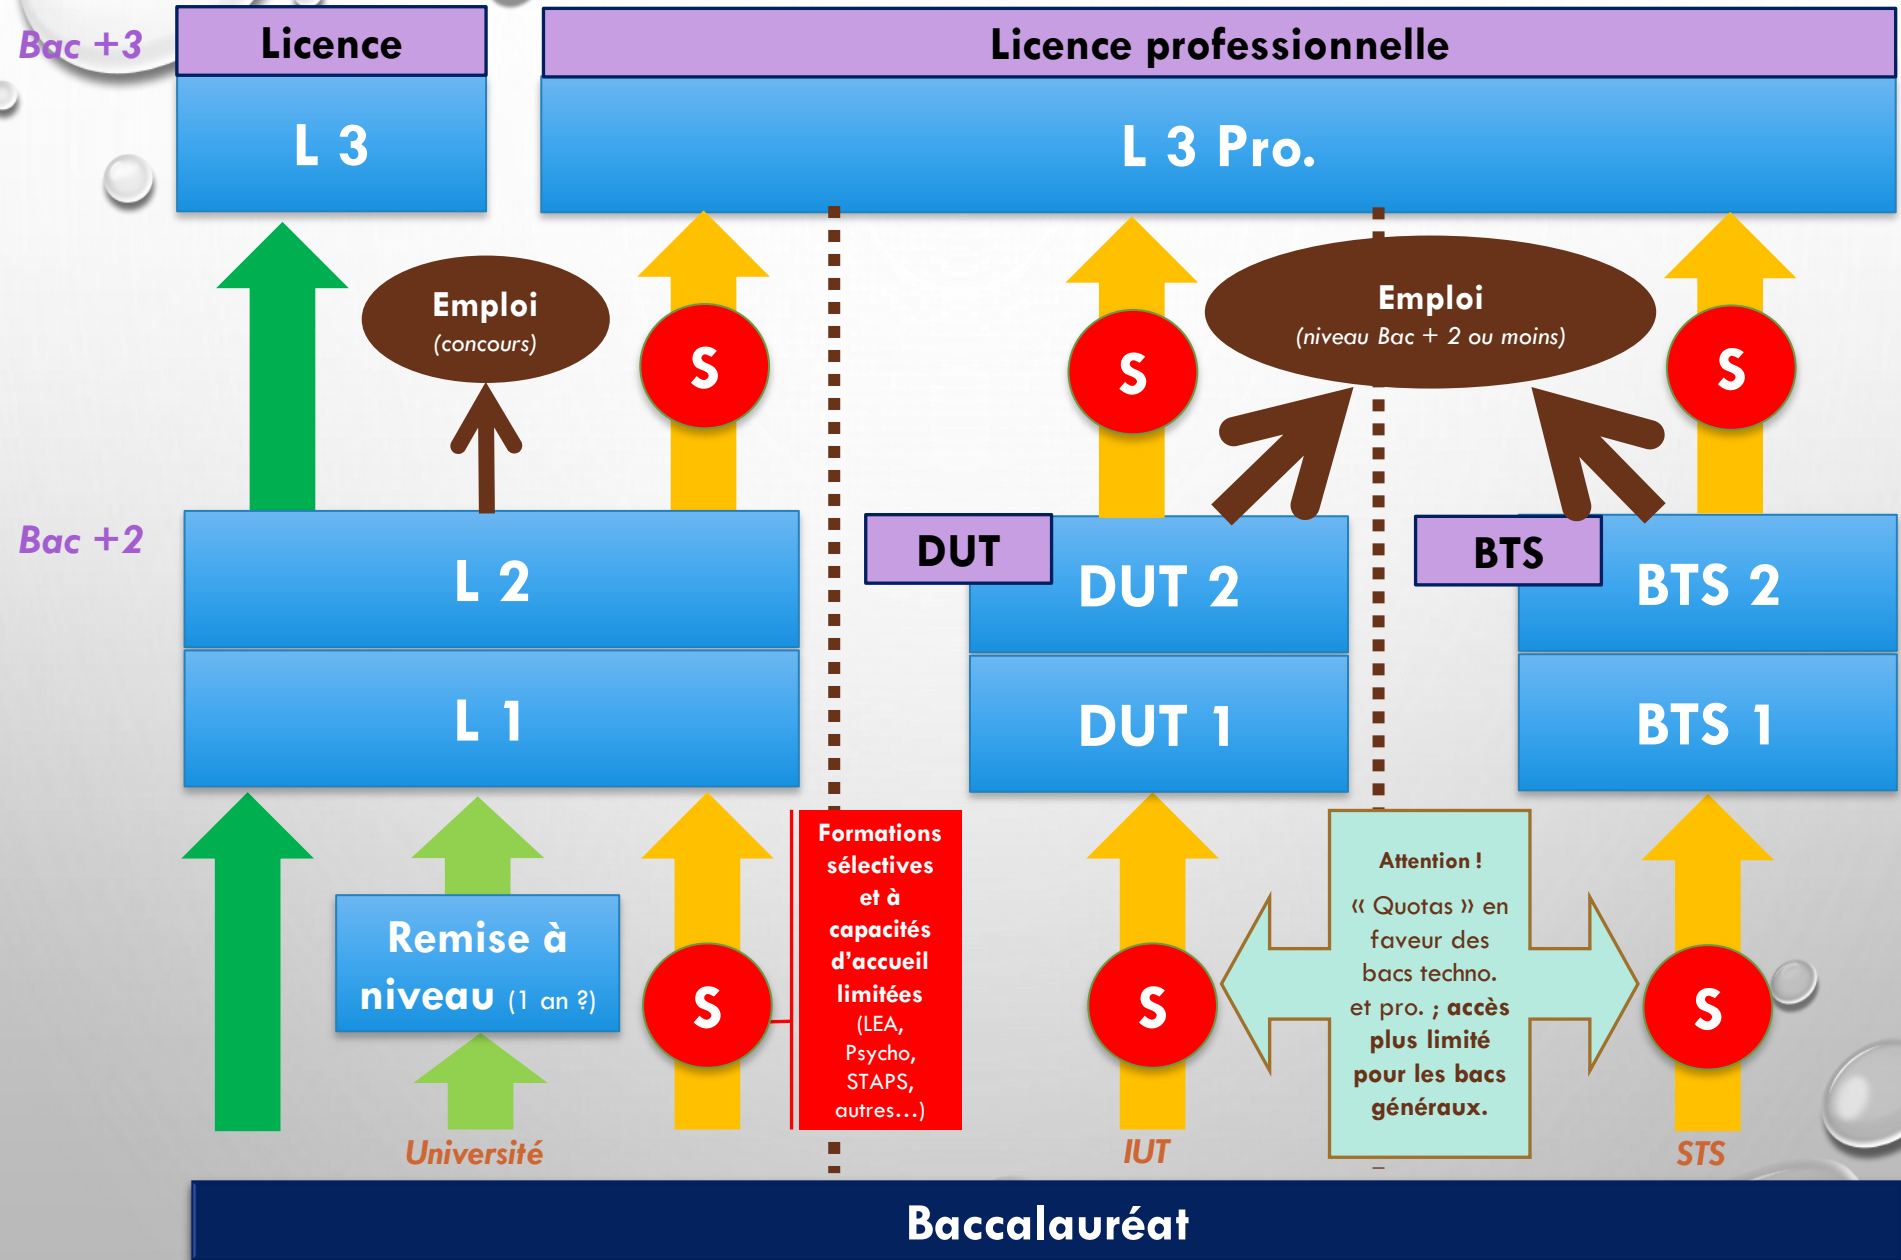 Bac +3
Licence
Licence professionnelle
L 3
L 3 Pro.
Emploi
(concours)
S
S
Emploi
(niveau Bac + 2 ou moins)
S
Bac +2
L 2
DUT
DUT 2
BTS
BTS 2
L 1
DUT 1
BTS 1
Remise à
niveau (1 an ?)
S
Formations
sélectives
et à
capacités
d'accueil
limitées
(LEA,
Psycho,
STAPS,
autres...)
S
Attention !
« Quotas » en
faveur des
bacs techno.
et pro. ; accès
plus limité
pour les bacs
généraux.
S
Université
IUT
STS
Baccalauréat